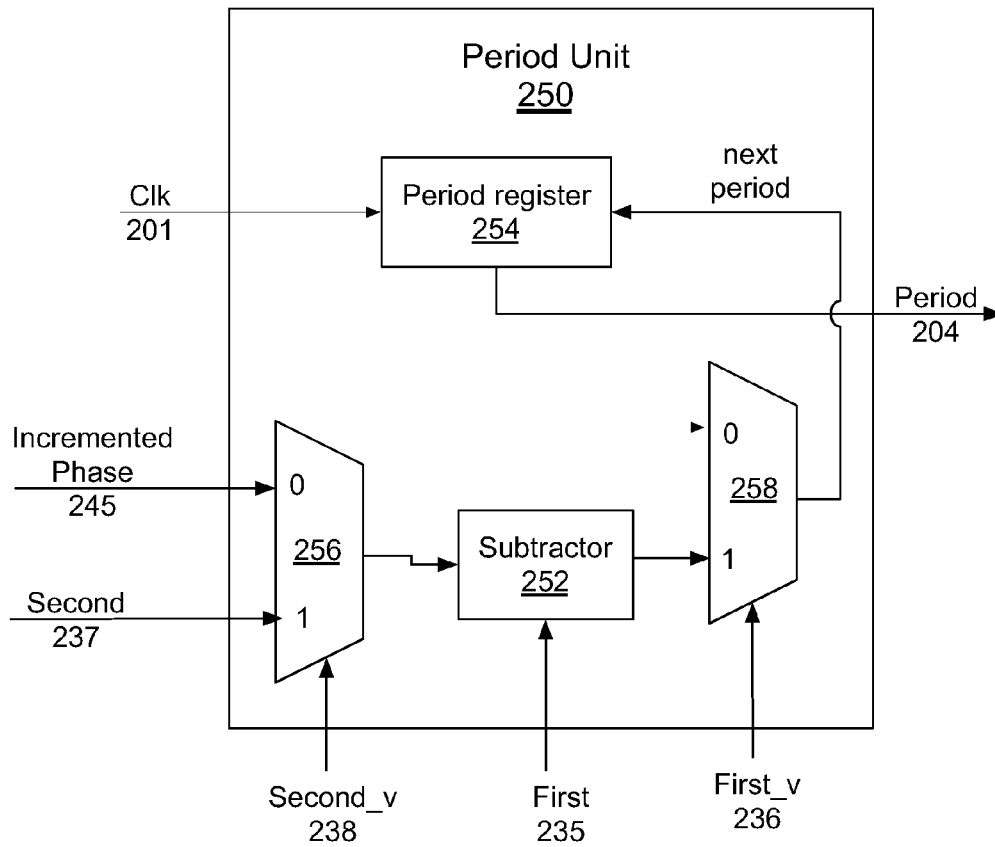 Period Unit
250
next
period
Clk
201
Period register
254
Period
204
Incremented
Phase
245
0
0
258
256
Subtractor
252
1
Second
237
1
Second_v
238
First
235
First_v
236